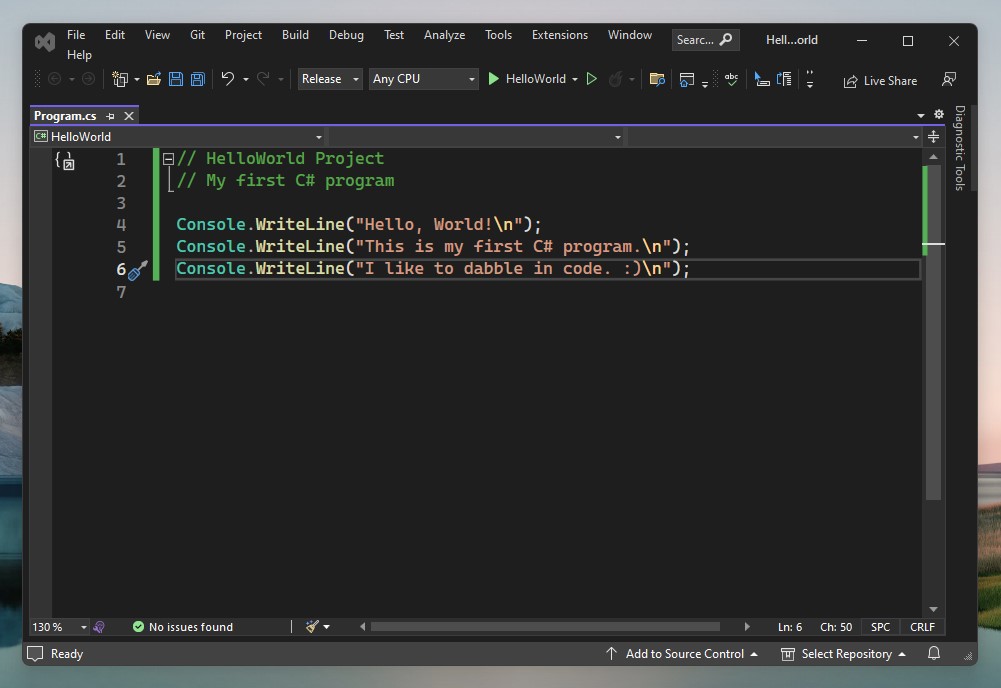 File Edit View Git Project Build Debug Test Analyze Tools Extensions Window Searc... Hell...orld
Help
Release Any CPU HelloWorld abc Live Share
Program.cs
C# HelloWorld
Diagnostic Tools
1 // HelloWorld Project
2 // My first C# program
3
4 Console.WriteLine("Hello, World!\n");
5 Console.WriteLine("This is my first C# program.\n");
6 Console.WriteLine("I like to dabble in code. :)\n");
7
130 % No issues found Ln: 6 Ch: 50 SPC CRLF
Ready Add to Source Control Select Repository